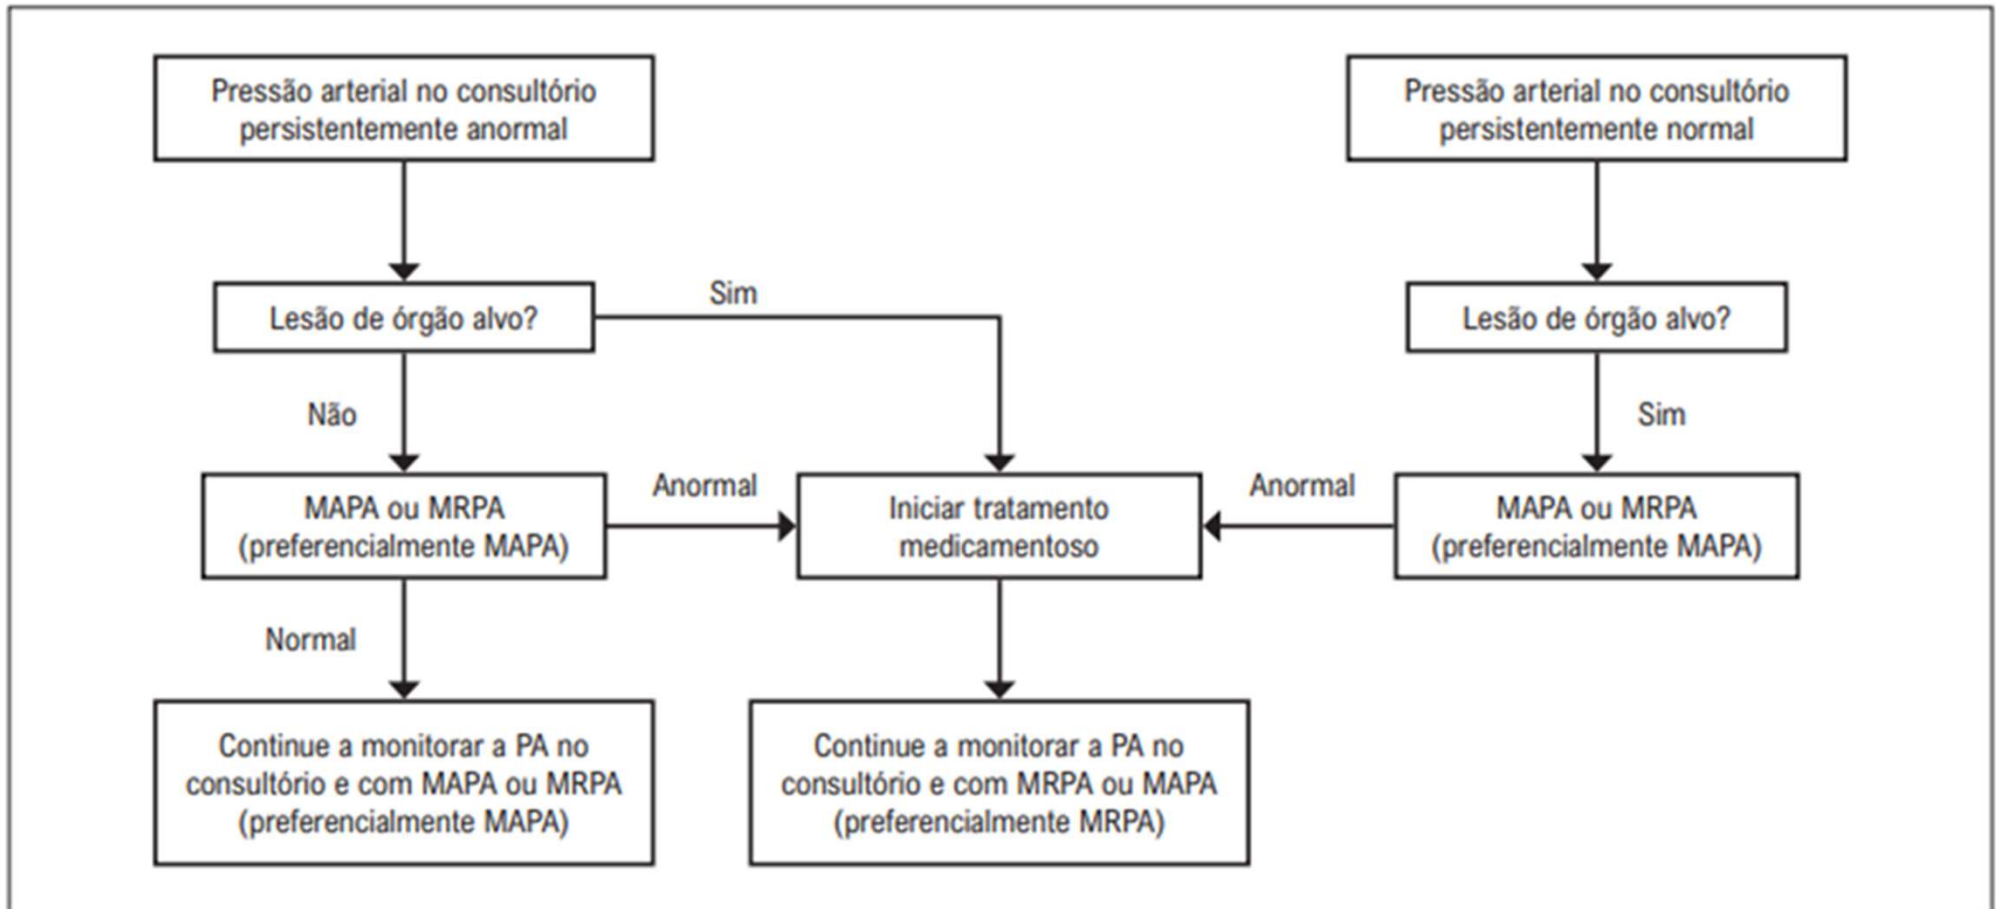 Pressão arterial no consultório
persistentemente anormal
Pressão arterial no consultório
persistentemente normal
Lesão de órgão alvo?
Sim
Lesão de órgão alvo?
Não
Sim
MAPA ou MRPA
(preferencialmente MAPA)
Anormal
Iniciar tratamento
medicamentoso
Anormal
MAPA ou MRPA
(preferencialmente MAPA)
Normal
Continue a monitorar a PA no
consultório e com MAPA ou MRPA
(preferencialmente MAPA)
Continue a monitorar a PA no
consultório e com MRPA ou MAPA
(preferencialmente MRPA)